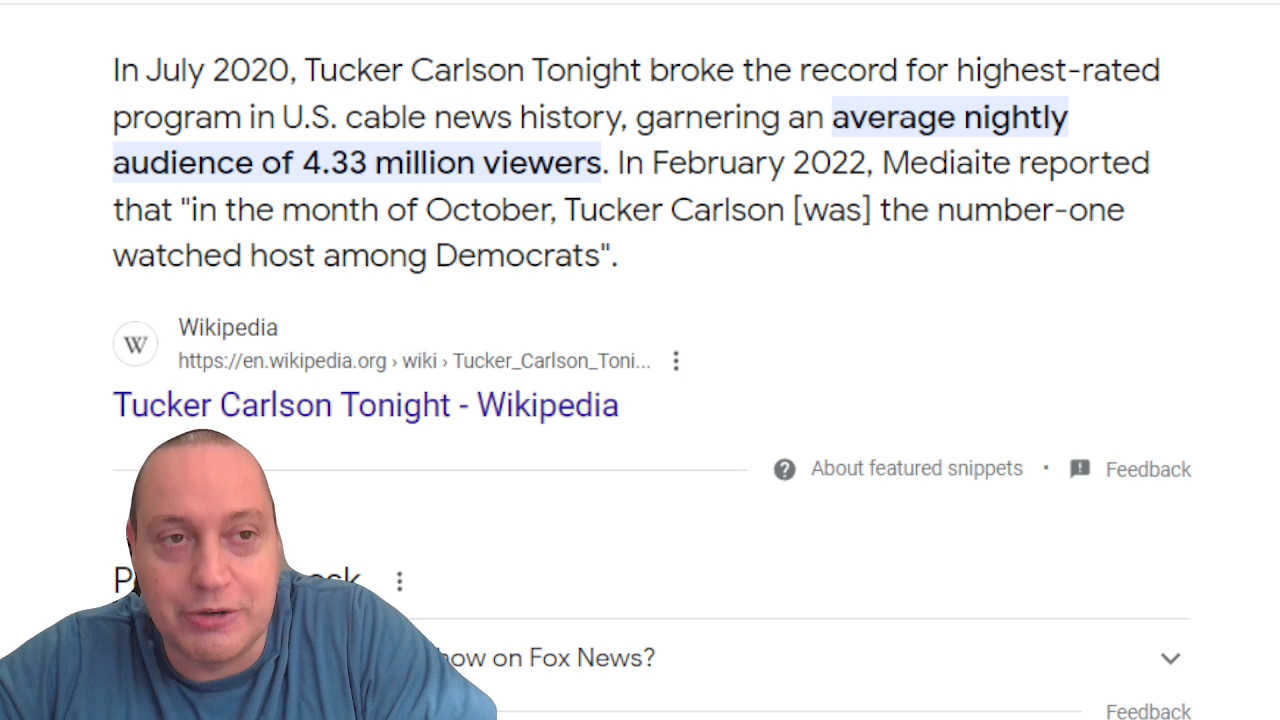 In July 2020, Tucker Carlson Tonight broke the record for highest-rated
program in U.S. cable news history, garnering an average nightly
audience of 4.33 million viewers. In February 2022, Mediaite reported
that "in the month of October, Tucker Carlson [was] the number-one
watched host among Democrats".
W
Wikipedia
https://en.wikipedia.org › wiki › Tucker_Carlson_Toni...
Tucker Carlson Tonight - Wikipedia
About featured snippets • Feedback
on Fox News?
Feedback